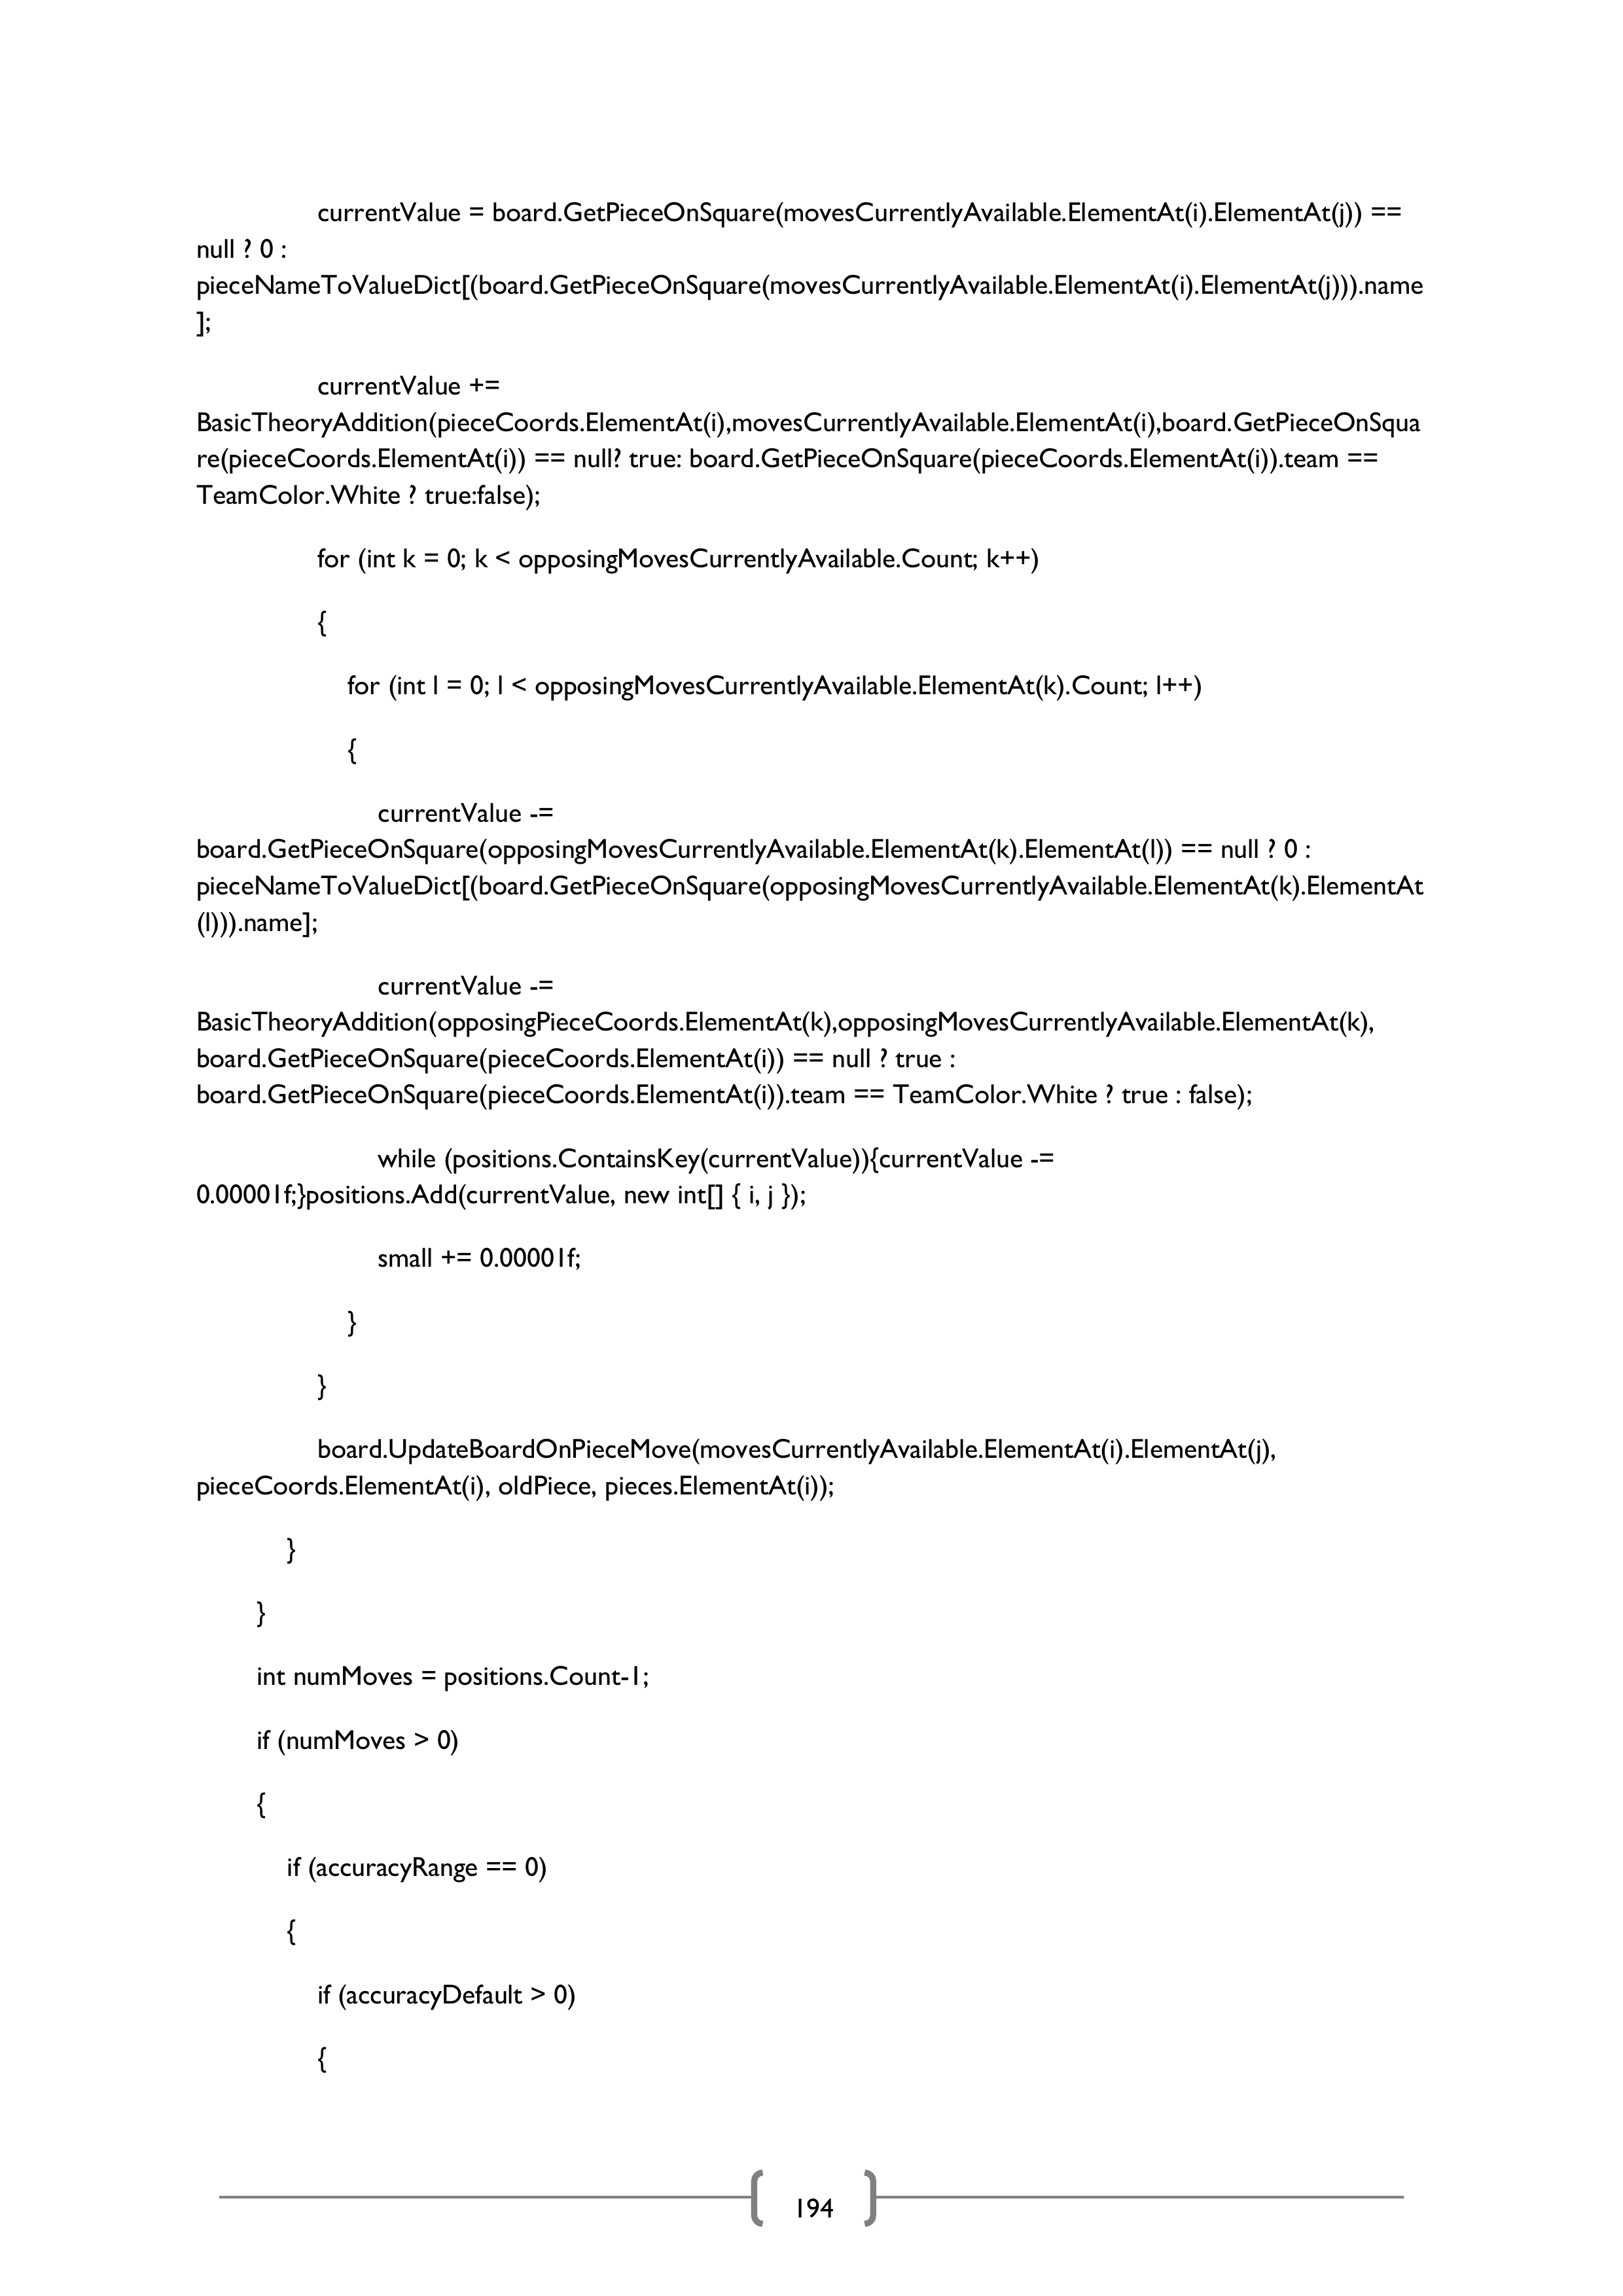 currentValue = board.GetPieceOnSquare(movesCurrentlyAvailable.ElementAt(i).ElementAt(j)) ==
null ? 0 :
pieceNameToValueDict[(board.GetPieceOnSquare(movesCurrentlyAvailable.ElementAt(i).ElementAt(j))).name
];
currentValue +=
BasicTheoryAddition(pieceCoords.ElementAt(i),movesCurrentlyAvailable.ElementAt(i),board.GetPieceOnSqua
re(pieceCoords.ElementAt(i)) == null? true: board.GetPieceOnSquare(pieceCoords.ElementAt(i)).team ==
TeamColor.White ? true:false);
for (int k = 0; k < opposingMovesCurrentlyAvailable.Count; k++)
{
for (int l = 0; l < opposingMovesCurrentlyAvailable.ElementAt(k).Count; l++)
{
currentValue -=
board.GetPieceOnSquare(opposingMovesCurrentlyAvailable.ElementAt(k).ElementAt(l)) == null ? 0 :
pieceNameToValueDict[(board.GetPieceOnSquare(opposingMovesCurrentlyAvailable.ElementAt(k).ElementAt
(l))).name];
currentValue -=
BasicTheoryAddition(opposingPieceCoords.ElementAt(k),opposingMovesCurrentlyAvailable.ElementAt(k),
board.GetPieceOnSquare(pieceCoords.ElementAt(i)) == null ? true :
board.GetPieceOnSquare(pieceCoords.ElementAt(i)).team == TeamColor.White ? true : false);
while (positions.ContainsKey(currentValue)){currentValue -=
0.00001f;}positions.Add(currentValue, new int[] { i, j });
small += 0.00001f;
}
}
board.UpdateBoardOnPieceMove(movesCurrentlyAvailable.ElementAt(i).ElementAt(j),
pieceCoords.ElementAt(i), oldPiece, pieces.ElementAt(i));
}
}
int numMoves = positions.Count-1;
if (numMoves > 0)
{
if (accuracyRange == 0)
{
if (accuracyDefault > 0)
{
194